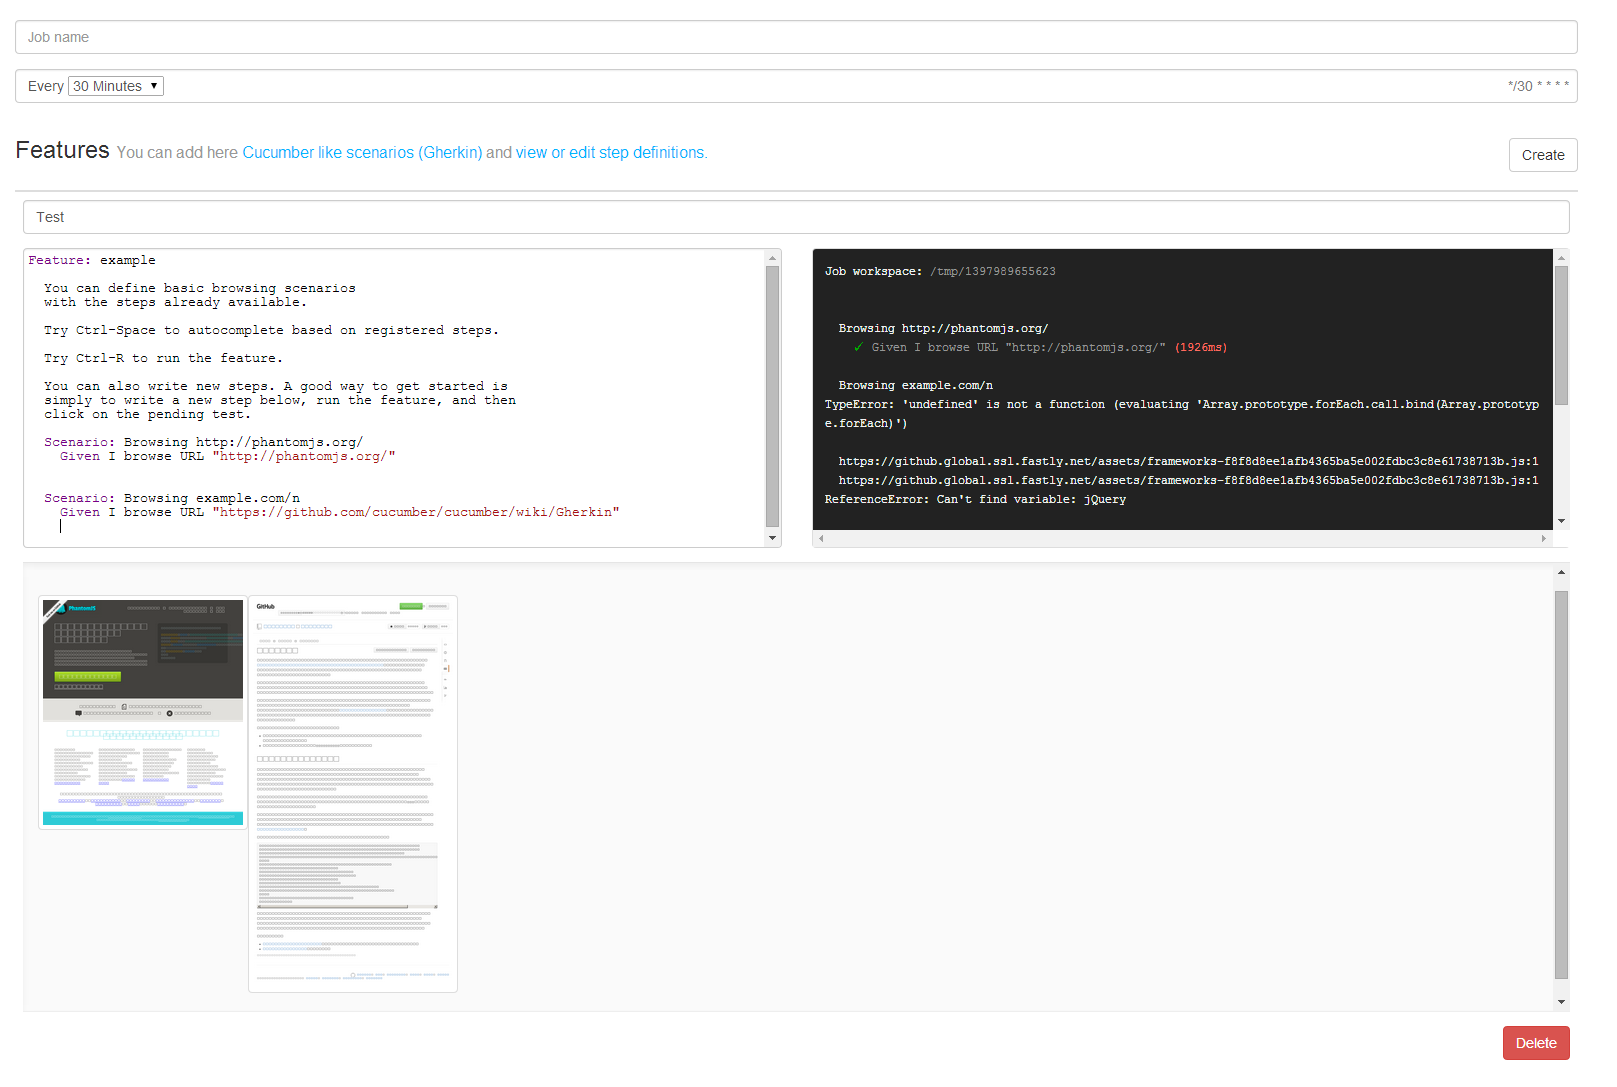 Job name
Every 30 Minutes */30 * * * *
Features You can add here Cucumber like scenarios (Gherkin) and view or edit step definitions.
Create
Test
Feature: example
You can define basic browsing scenarios
with the steps already available.
Try Ctrl-Space to autocomplete based on registered steps.
Try Ctrl-R to run the feature.
You can also write new steps. A good way to get started is
simply to write a new step below, run the feature, and then
click on the pending test.
Scenario: Browsing http://phantomjs.org/
Given I browse URL "http://phantomjs.org/"
Scenario: Browsing example.com/n
Given I browse URL "https://github.com/cucumber/cucumber/wiki/Gherkin"
Job workspace: /tmp/1397989655623
Browsing http://phantomjs.org/
✓ Given I browse URL "http://phantomjs.org/" (1926ms)
Browsing example.com/n
TypeError: 'undefined' is not a function (evaluating 'Array.prototype.forEach.call.bind(Array.prototyp
e.forEach)')
https://github.global.ssl.fastly.net/assets/frameworks-f8f8d8ee1afb4365ba5e002fdbc3c8e61738713b.js:1
https://github.global.ssl.fastly.net/assets/frameworks-f8f8d8ee1afb4365ba5e002fdbc3c8e61738713b.js:1
ReferenceError: Can't find variable: jQuery
PhantomJS
GitHub
Delete